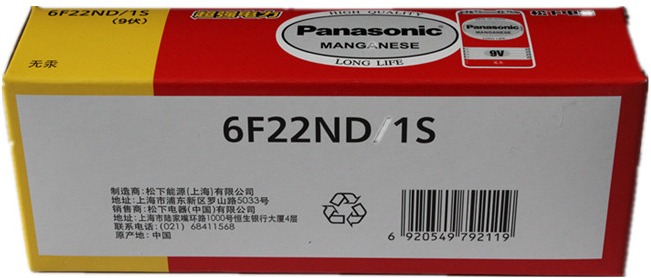 6F22ND/1S
(9伏)
超强电力
HIGH QUALITY
Panasonic
MANGANESE
LONG LIFE
Panasonic
MANGANESE
9V
无汞
6F22ND/1S
制造商: 松下能源(上海)有限公司
地址: 上海市浦东新区罗山路5033号
销售商: 松下电器(中国)有限公司
地址: 上海市陆家嘴环路1000号恒生银行大厦4层
联系电话: (021) 68411568
原产地: 中国
6 920549 792119